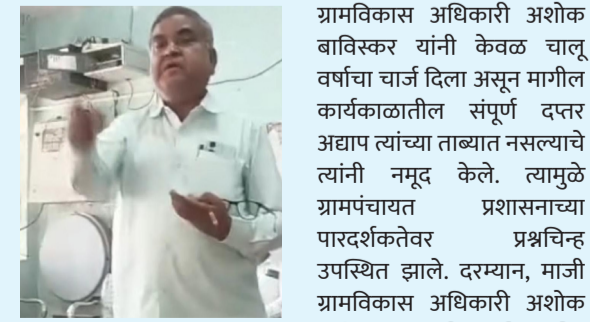 ग्रामविकास अधिकारी अशोक
बाविस्कर यांनी केवळ चालू
वर्षाचा चार्ज दिला असून मागील
कार्यकाळातील संपूर्ण दप्तर
अद्याप त्यांच्या ताब्यात नसल्याचे
त्यांनी नमूद केले. त्यामुळे
ग्रामपंचायत प्रशासनाच्या
पारदर्शकतेवर प्रश्नचिन्ह
उपस्थित झाले. दरम्यान, माजी
ग्रामविकास अधिकारी अशोक